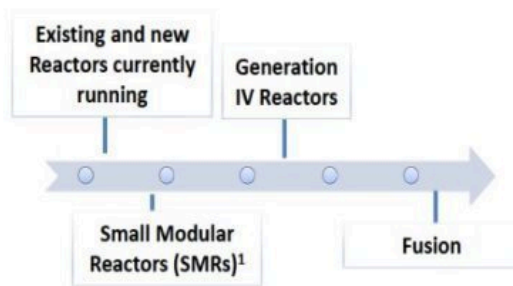 Existing and new
Reactors currently
running
Generation
IV Reactors
Small Modular
Reactors (SMRs)¹
Fusion